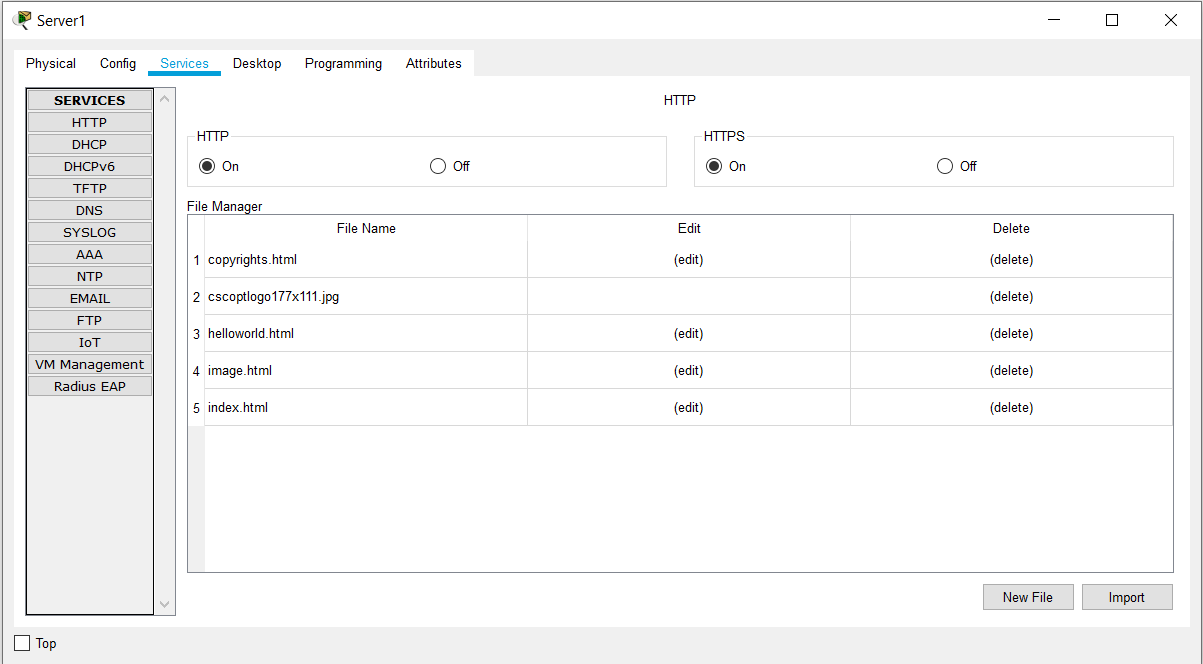 Server1
Physical Config Services Desktop Programming Attributes
SERVICES
HTTP
DHCP
DHCPv6
TFTP
DNS
SYSLOG
AAA
NTP
EMAIL
FTP
IoT
VM Management
Radius EAP
HTTP
HTTP
On Off
HTTPS
On Off
File Manager
File Name Edit Delete
1 copyrights.html (edit) (delete)
2 cscoptlogo177x111.jpg (delete)
3 helloworld.html (edit) (delete)
4 image.html (edit) (delete)
5 index.html (edit) (delete)
New File Import
Top